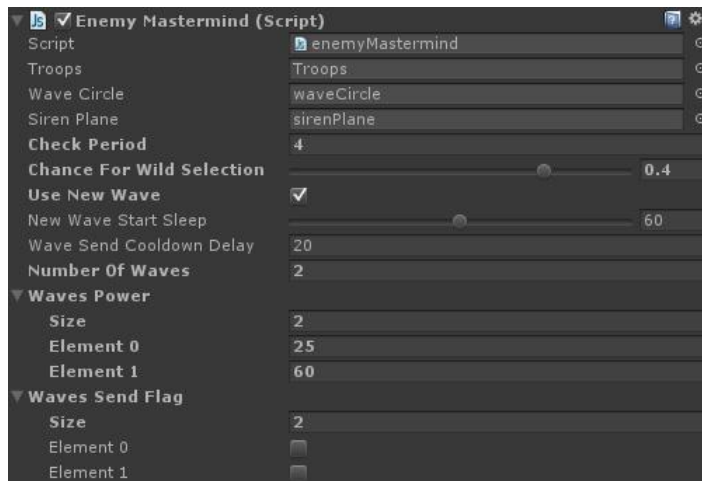 Js Enemy Mastermind (Script)
Script enemyMastermind
Troops Troops
Wave Circle waveCircle
Siren Plane sirenPlane
Check Period 4
Chance For Wild Selection 0.4
Use New Wave
New Wave Start Sleep 60
Wave Send Cooldown Delay 20
Number Of Waves 2
Waves Power
Size 2
Element 0 25
Element 1 60
Waves Send Flag
Size 2
Element 0
Element 1